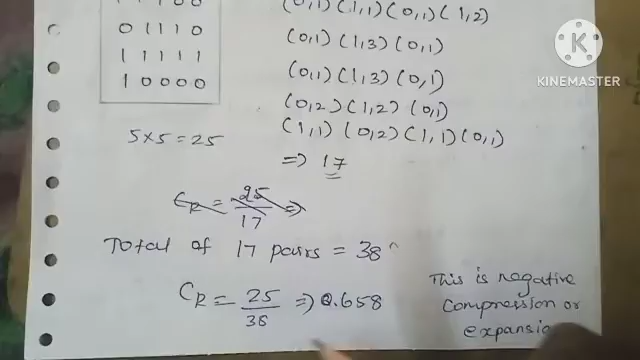 (0,1) (1,1) (0,1) (1,2)
0 1 1 1 0
(0,1) (1,3) (0,1)
1 1 1 1 1
(0,1) (1,3) (0,1)
1 0 0 0 0
(0,2) (1,2) (0,1)
5 x 5 = 25
(1,1) (0,2) (1,1) (0,1)
=> 17
CR = 25/17 =>
Total of 17 pairs = 38
CR = 25/38 => 0.658
This is negative
compression or
expansio
K
KINEMASTER